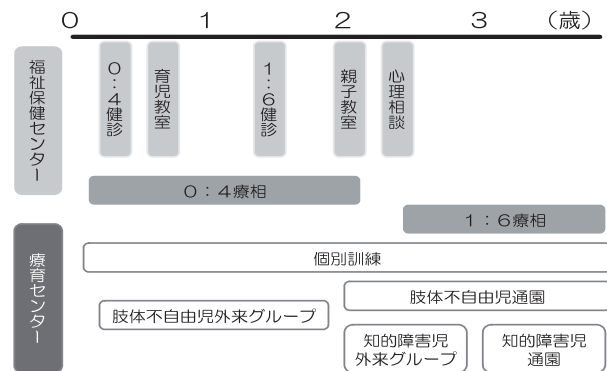 0 1 2 3 （歳）
福祉保健センター
0：4健診
育児教室
1：6健診
親子教室
心理相談
0：4療相
1：6療相
療育センター
個別訓練
肢体不自由児通園
肢体不自由児外来グループ
知的障害児
外来グループ
知的障害児
通園